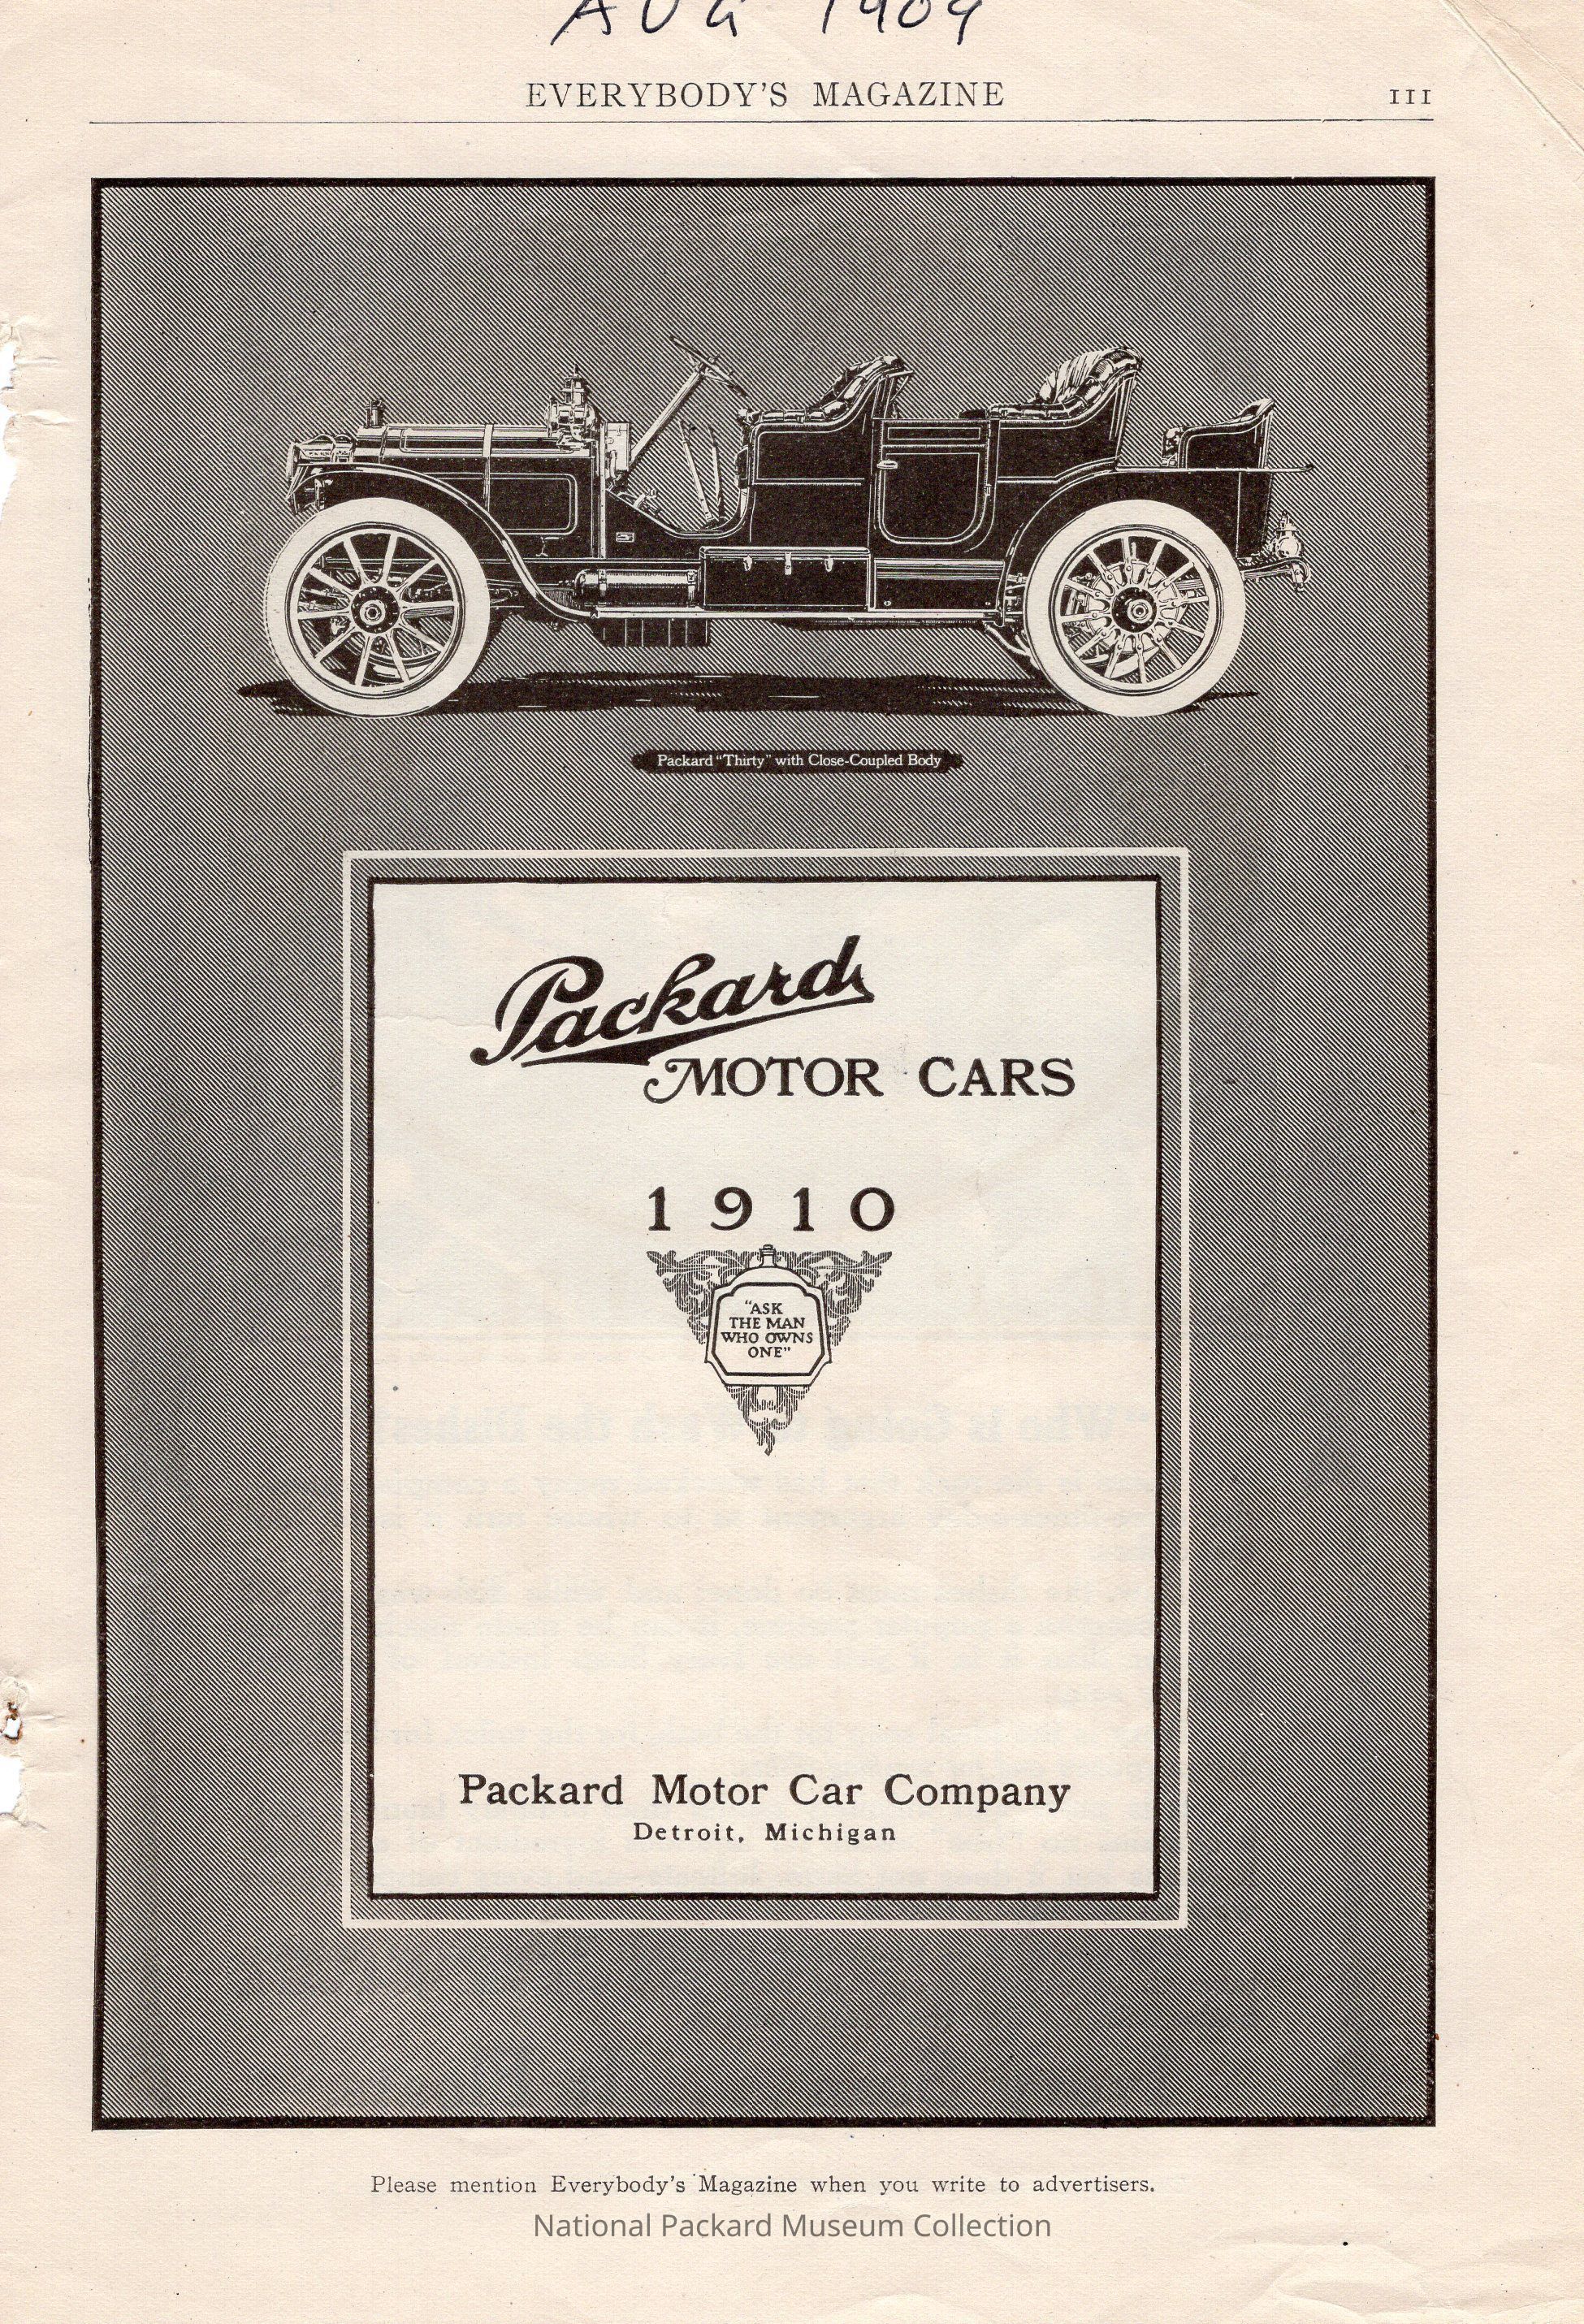 AUG 1909
EVERYBODY'S MAGAZINE 111
Packard "Thirty" with Close-Coupled Body
Packard
MOTOR CARS
1910
"ASK
THE MAN
WHO OWNS
ONE"
Packard Motor Car Company
Detroit, Michigan
Please mention Everybody's Magazine when you write to advertisers.
National Packard Museum Collection